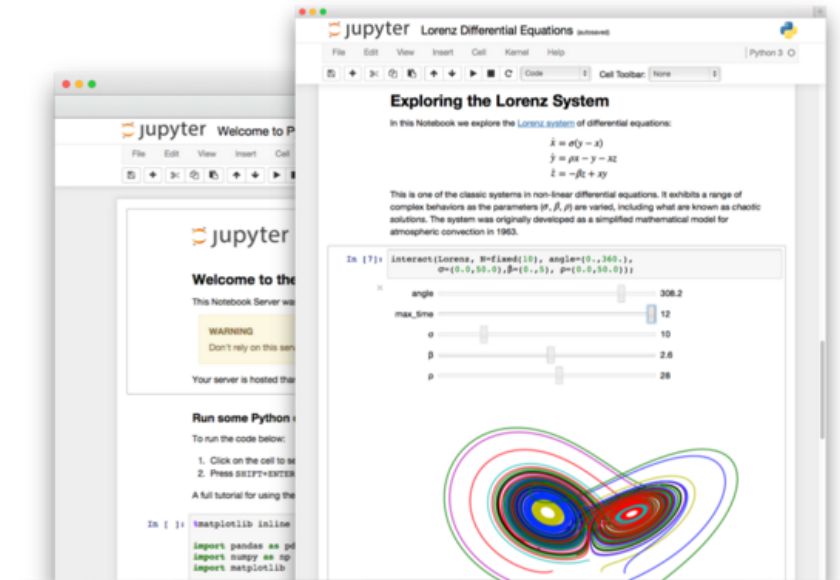 jupyter Lorenz Differential Equations (autosaved)
File Edit View Insert Cell Kernel Help Python 3
Code Cell Toolbar: None
Exploring the Lorenz System
In this Notebook we explore the Lorenz system of differential equations:
ẋ = σ(y − x)
ẏ = ρx − y − xz
ż = −βz + xy
This is one of the classic systems in non-linear differential equations. It exhibits a range of
complex behaviors as the parameters (σ, β, ρ) are varied, including what are known as chaotic
solutions. The system was originally developed as a simplified mathematical model for
atmospheric convection in 1963.
In [7]: interact(Lorenz, N=fixed(10), angle=(0.,360.),
σ=(0.0,50.0),β=(0.,5), ρ=(0.0,50.0));
angle 308.2
max_time 12
σ 10
β 2.6
ρ 28
jupyter Welcome to P
File Edit View Insert Cell
jupyter
Welcome to the
This Notebook Server was
WARNING
Don't rely on this serv
Your server is hosted than
Run some Python
To run the code below:
1. Click on the cell to se
2. Press SHIFT+ENTER
A full tutorial for using the
In [ ]: %matplotlib inline
import pandas as pd
import numpy as np
import matplotlib